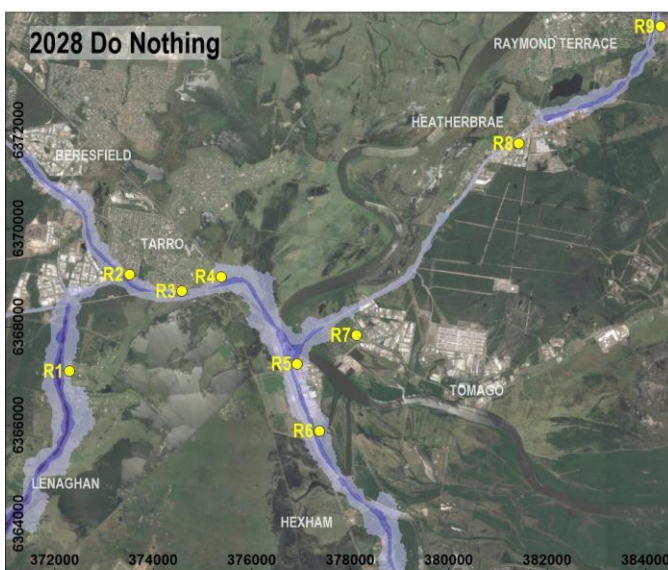 2028 Do Nothing
R9
RAYMOND TERRACE
HEATHERBRAE
R8
BERESFIELD
TARRO
R2
R3
R4
R7
R5
R1
TOMAGO
R6
LENAGHAN
HEXHAM
6372000
6370000
6368000
6366000
6364000
372000 374000 376000 378000 380000 382000 384000